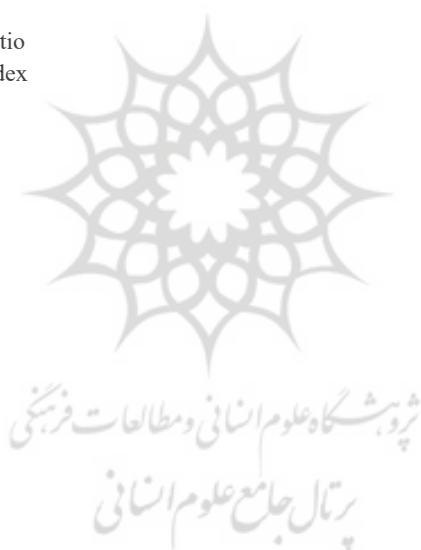 tio
dex
پژوهشگاه علوم انسانی و مطالعات فرهنگی
پرتال جامع علوم انسانی